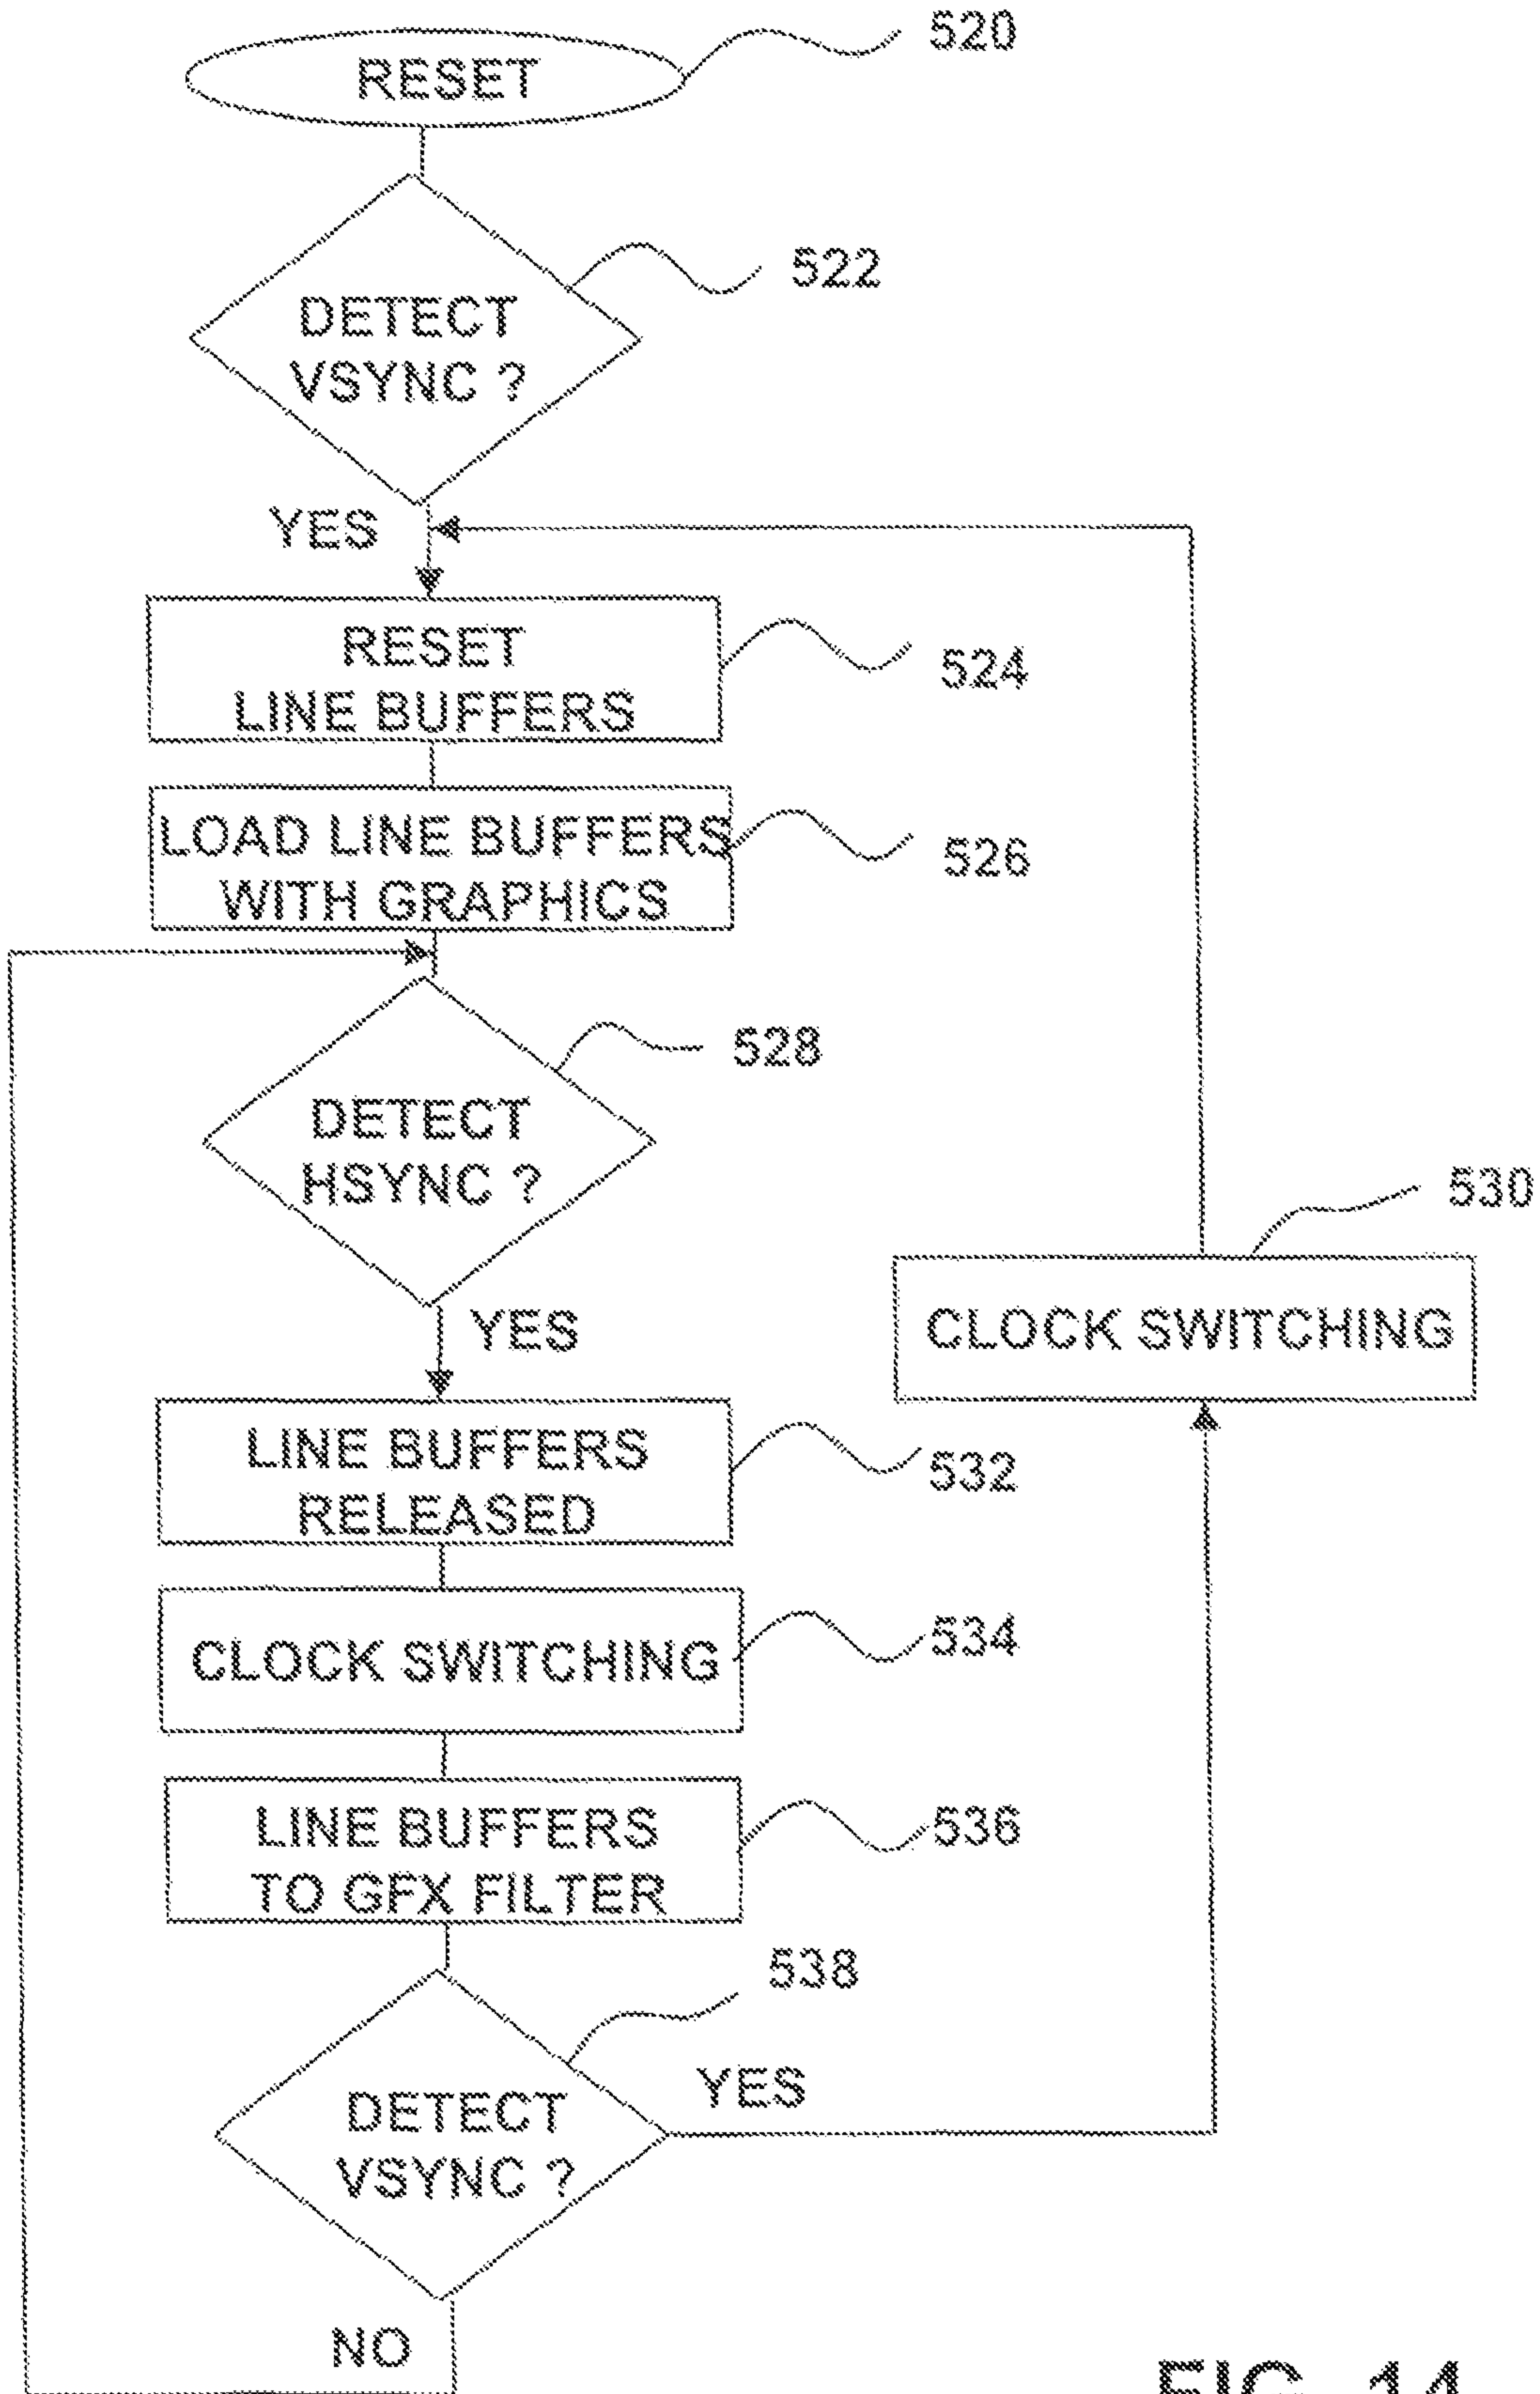 RESET
520
DETECT
VSYNC ?
522
YES
RESET
LINE BUFFERS
524
LOAD LINE BUFFERS
WITH GRAPHICS
526
DETECT
HSYNC ?
528
YES
530
CLOCK SWITCHING
LINE BUFFERS
RELEASED
532
CLOCK SWITCHING
534
LINE BUFFERS
TO GFX FILTER
536
DETECT
VSYNC ?
538
YES
NO
FIG. 14